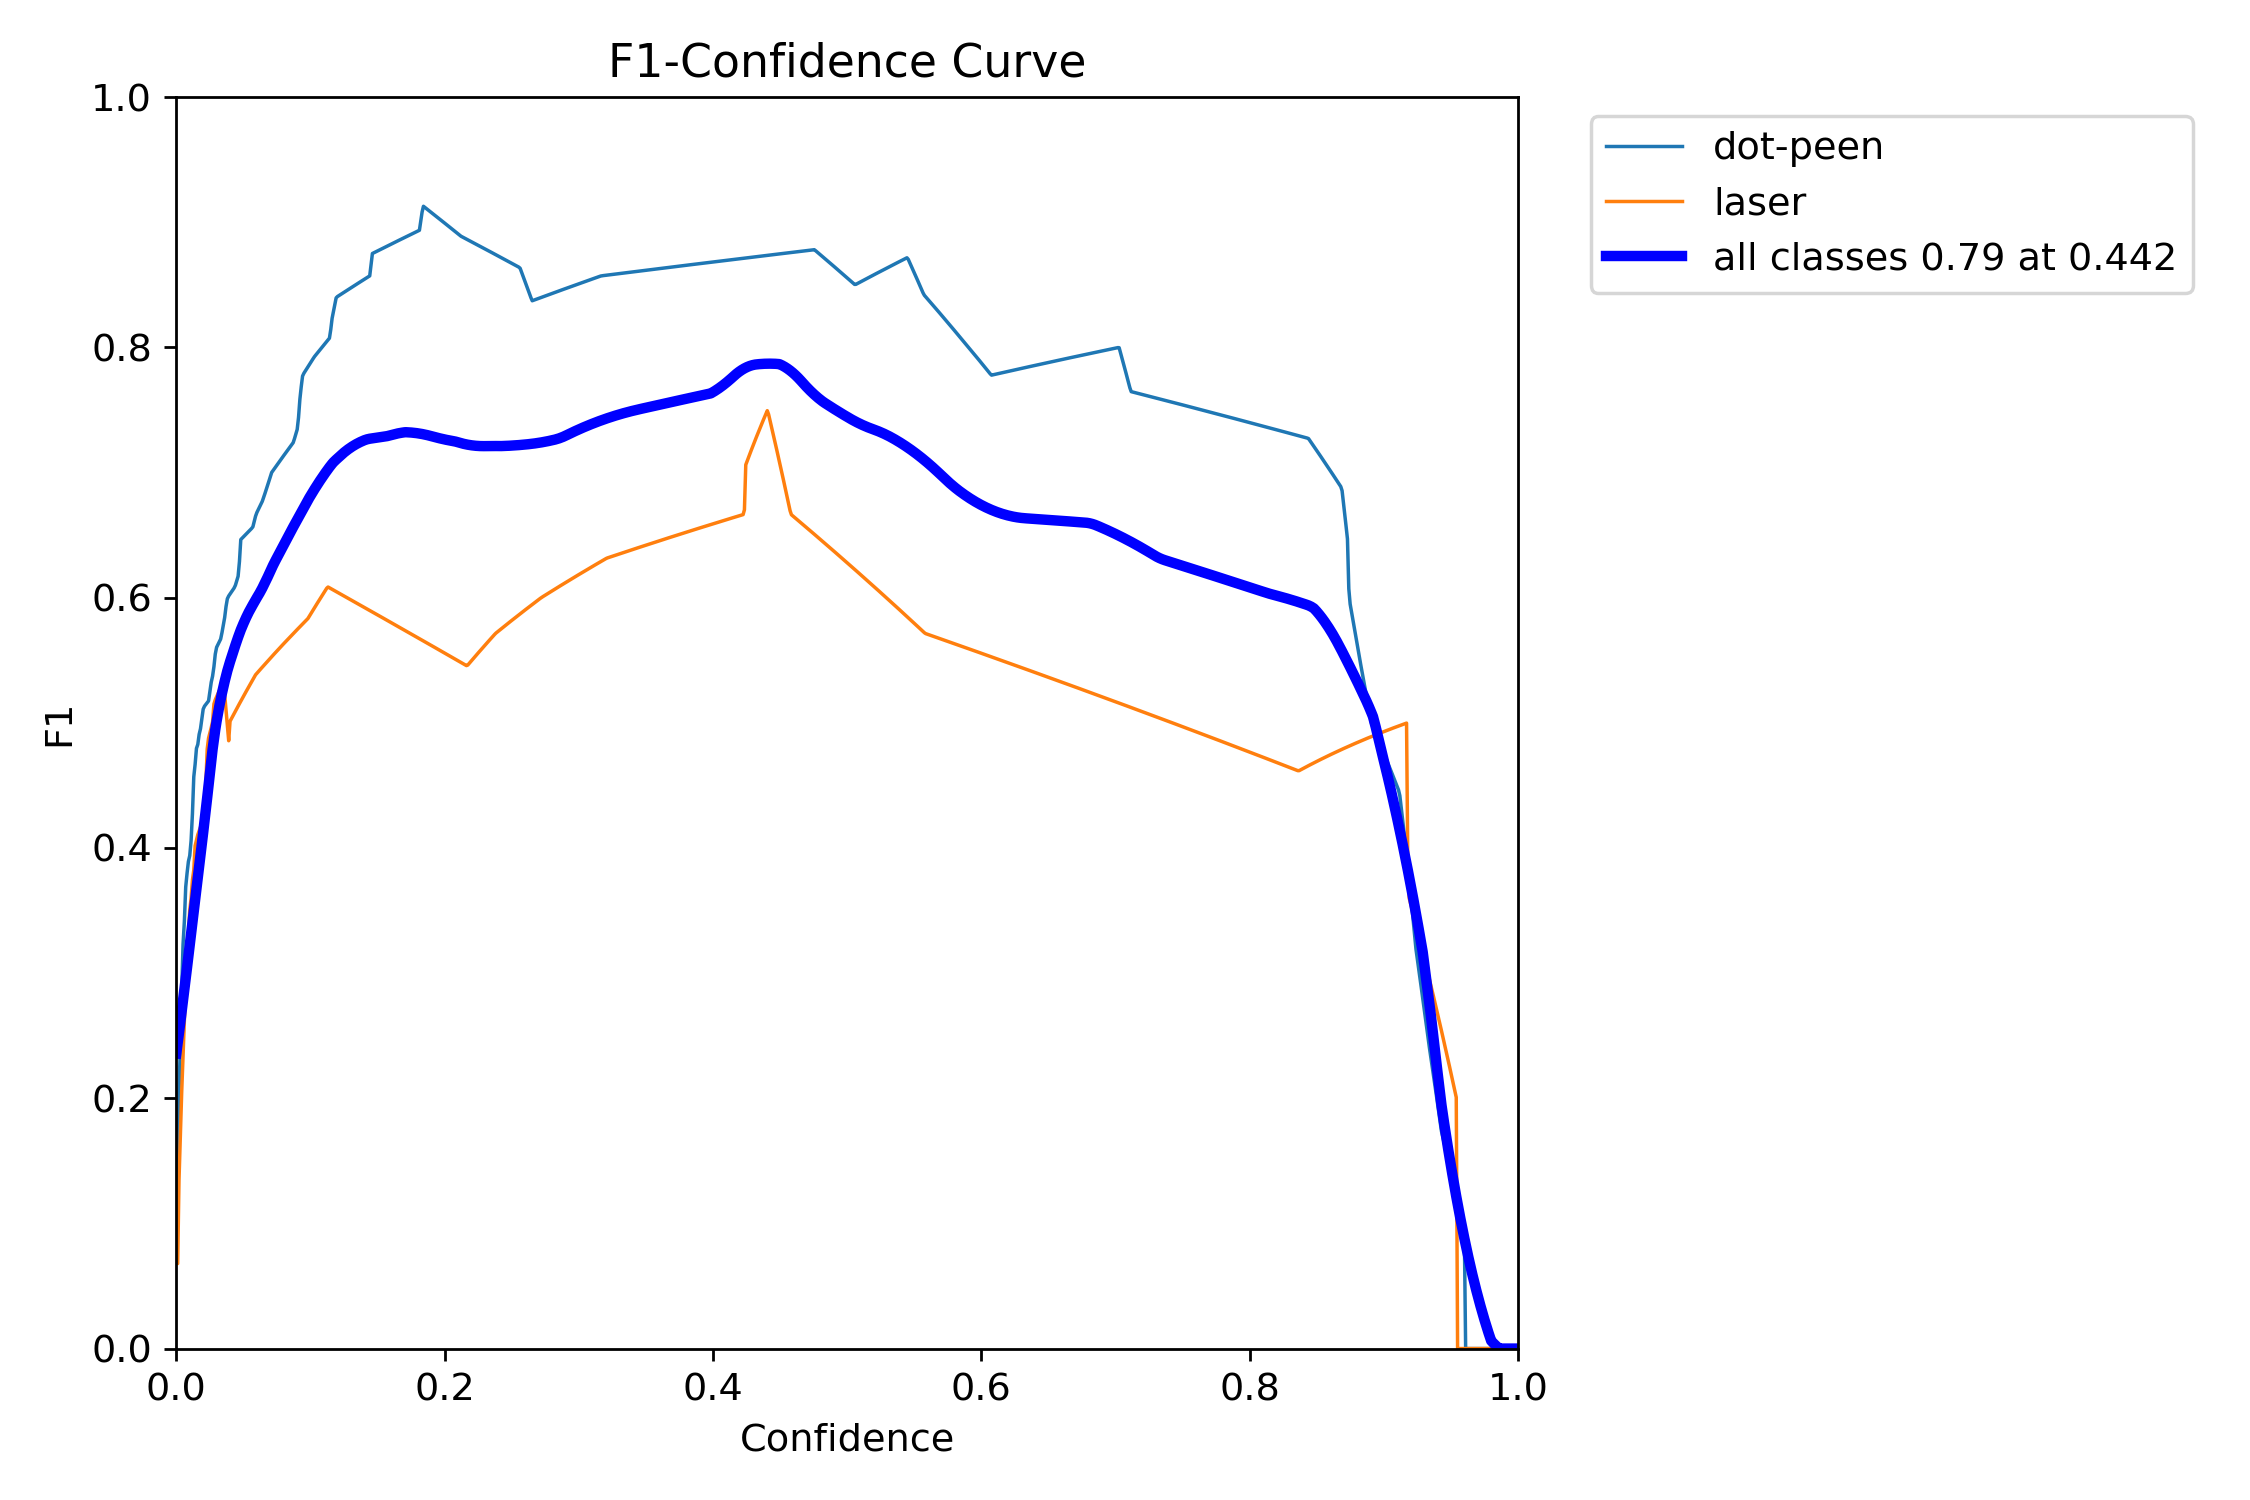 F1-Confidence Curve
1.0
0.8
0.6
0.4
0.2
0.0
F1
0.0 0.2 0.4 0.6 0.8 1.0
Confidence
dot-peen
laser
all classes 0.79 at 0.442